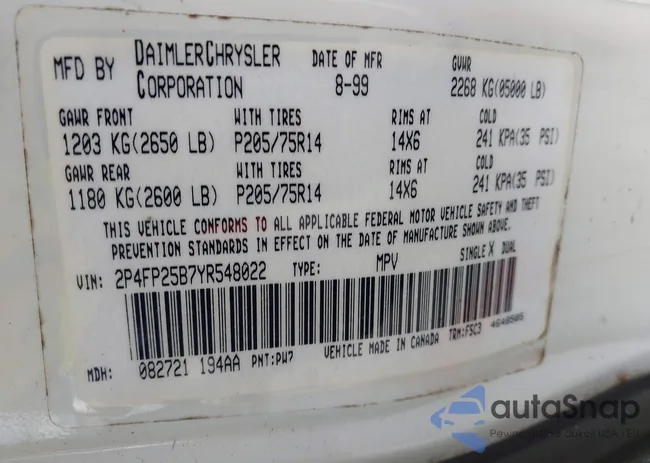 MFD BY DAIMLERCHRYSLER CORPORATION DATE OF MFR 8-99 GVWR 2268 KG(05000 LB)
GAWR FRONT WITH TIRES RIMS AT COLD
1203 KG(2650 LB) P205/75R14 14X6 241 KPA(35 PSI)
GAWR REAR WITH TIRES RIMS AT COLD
1180 KG(2600 LB) P205/75R14 14X6 241 KPA(35 PSI)
THIS VEHICLE CONFORMS TO ALL APPLICABLE FEDERAL MOTOR VEHICLE SAFETY AND THEFT
PREVENTION STANDARDS IN EFFECT ON THE DATE OF MANUFACTURE SHOWN ABOVE.
VIN: 2P4FP25B7YR548022 TYPE: MPV SINGLE X DUAL
MDH: 082721 194AA PNT:PW7 VEHICLE MADE IN CANADA TRM:FSC3 4648505
autoSnap